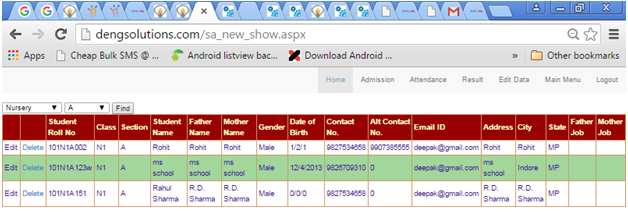 dengsolutions.com/sa_new_show.aspx
Apps Cheap Bulk SMS @ ... Android listview bac... Download Android ... » Other bookmarks
Home Admission Attendance Result Edit Data Main Menu Logout
Nursery A Find
Student Roll No Class Section Student Name Father Name Mother Name Gender Date of Birth Contact No. Alt Contact No. Email ID Address City State Father Job Mother Job
Edit Delete 101N1A002 N1 A Rohit Rohit Rohit Male 1/2/1 9827534658 9907385555 deepak@gmail.com Rohit Rohit MP
Edit Delete 101N1A123w N1 A ms school ms school ms school Male 12/4/2013 9826709310 0 deepak@gmail.com ms school Indore MP
Edit Delete 101N1A151 N1 A Rahul Sharma R.D. Sharma R.D. Sharma Male 0/0/0 9827534658 0 deepak@gmail.com R.D. Sharma R.D. Sharma MP